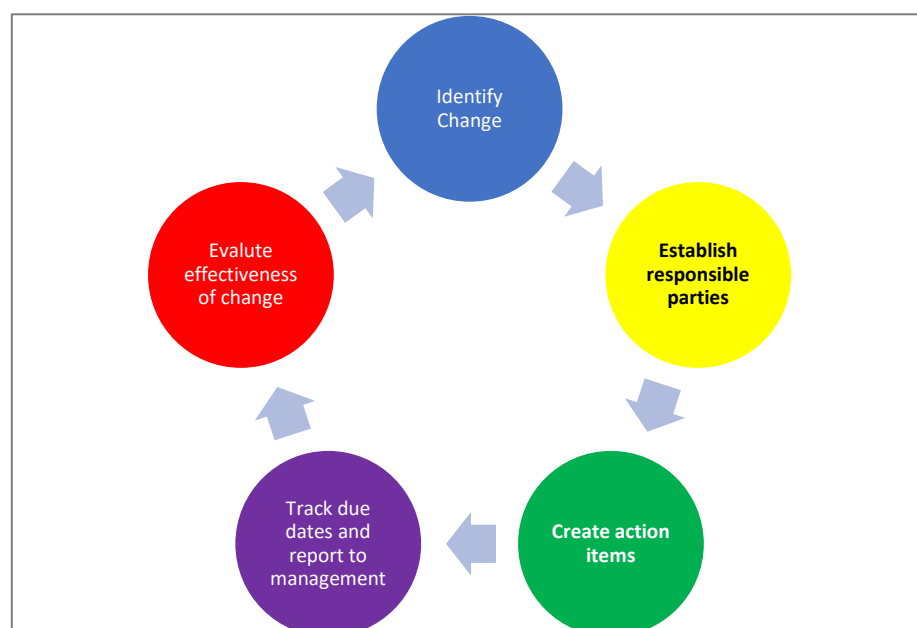 Identify
Change
Establish
responsible
parties
Create action
items
Track due
dates and
report to
management
Evalute
effectiveness
of change